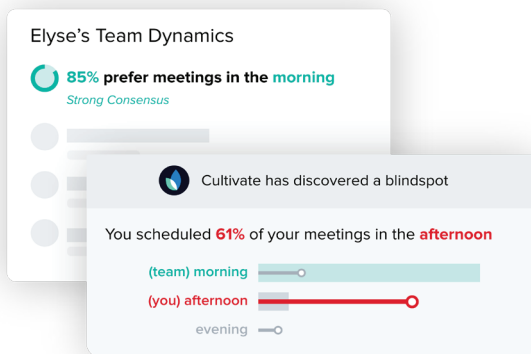 Elyse's Team Dynamics
85% prefer meetings in the morning
Strong Consensus
Cultivate has discovered a blindspot
You scheduled 61% of your meetings in the afternoon
(team) morning
(you) afternoon
evening